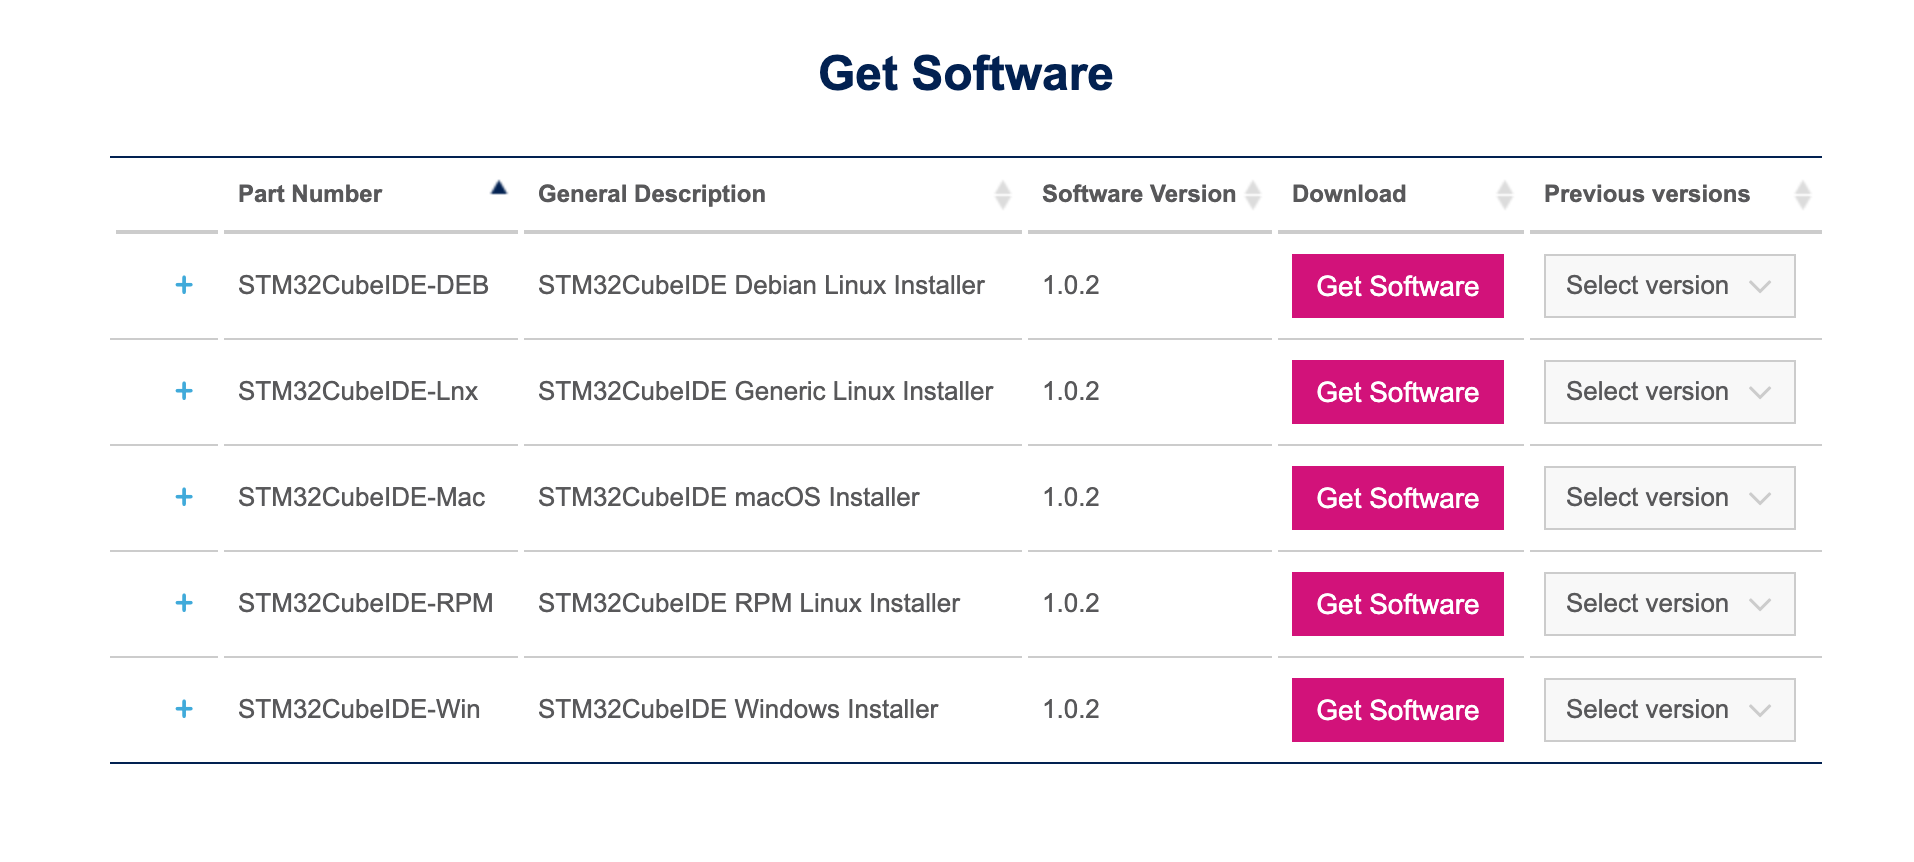 Get Software
Part Number General Description Software Version Download Previous versions
+ STM32CubeIDE-DEB STM32CubeIDE Debian Linux Installer 1.0.2 Get Software Select version
+ STM32CubeIDE-Lnx STM32CubeIDE Generic Linux Installer 1.0.2 Get Software Select version
+ STM32CubeIDE-Mac STM32CubeIDE macOS Installer 1.0.2 Get Software Select version
+ STM32CubeIDE-RPM STM32CubeIDE RPM Linux Installer 1.0.2 Get Software Select version
+ STM32CubeIDE-Win STM32CubeIDE Windows Installer 1.0.2 Get Software Select version